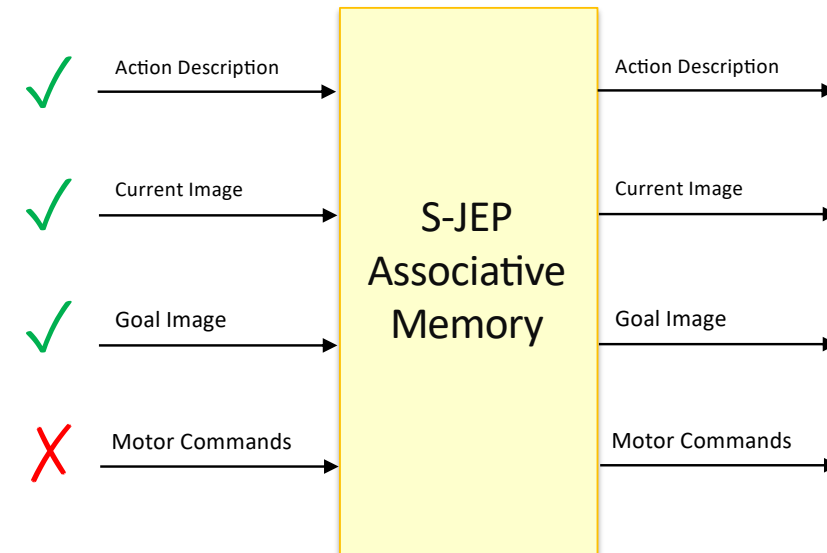 Action Description
Action Description
Current Image
Current Image
S-JEP
Associative
Memory
Goal Image
Goal Image
Motor Commands
Motor Commands